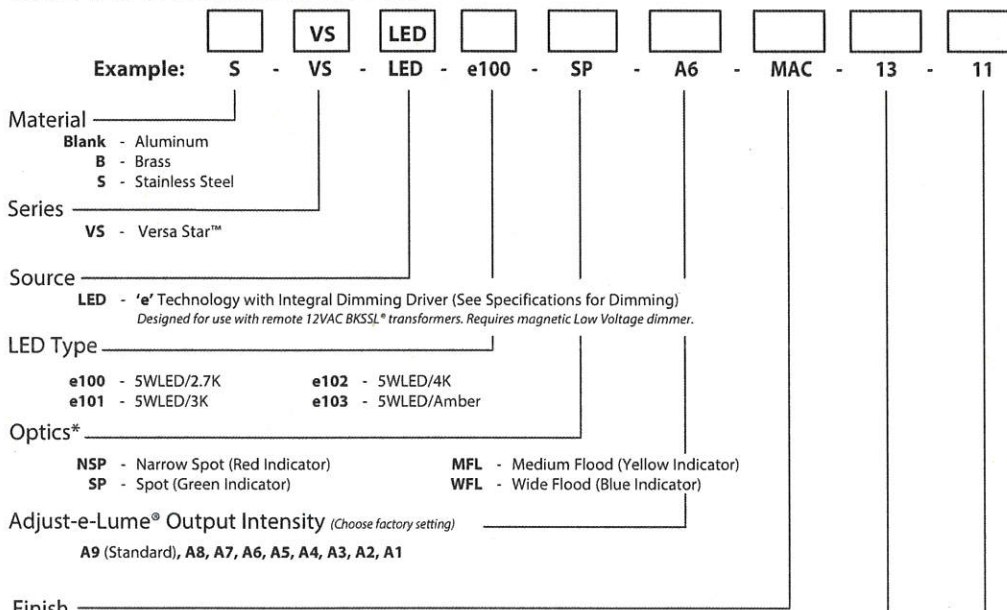 VS LED
Example: S - VS - LED - e100 - SP - A6 - MAC - 13 - 11
Material
Blank - Aluminum
B - Brass
S - Stainless Steel
Series
VS - Versa Star™
Source
LED - 'e' Technology with Integral Dimming Driver (See Specifications for Dimming)
Designed for use with remote 12VAC BKSSL® transformers. Requires magnetic Low Voltage dimmer.
LED Type
e100 - 5WLED/2.7K e102 - 5WLED/4K
e101 - 5WLED/3K e103 - 5WLED/Amber
Optics*
NSP - Narrow Spot (Red Indicator) MFL - Medium Flood (Yellow Indicator)
SP - Spot (Green Indicator) WFL - Wide Flood (Blue Indicator)
Adjust-e-Lume® Output Intensity (Choose factory setting)
A9 (Standard), A8, A7, A6, A5, A4, A3, A2, A1
Finish